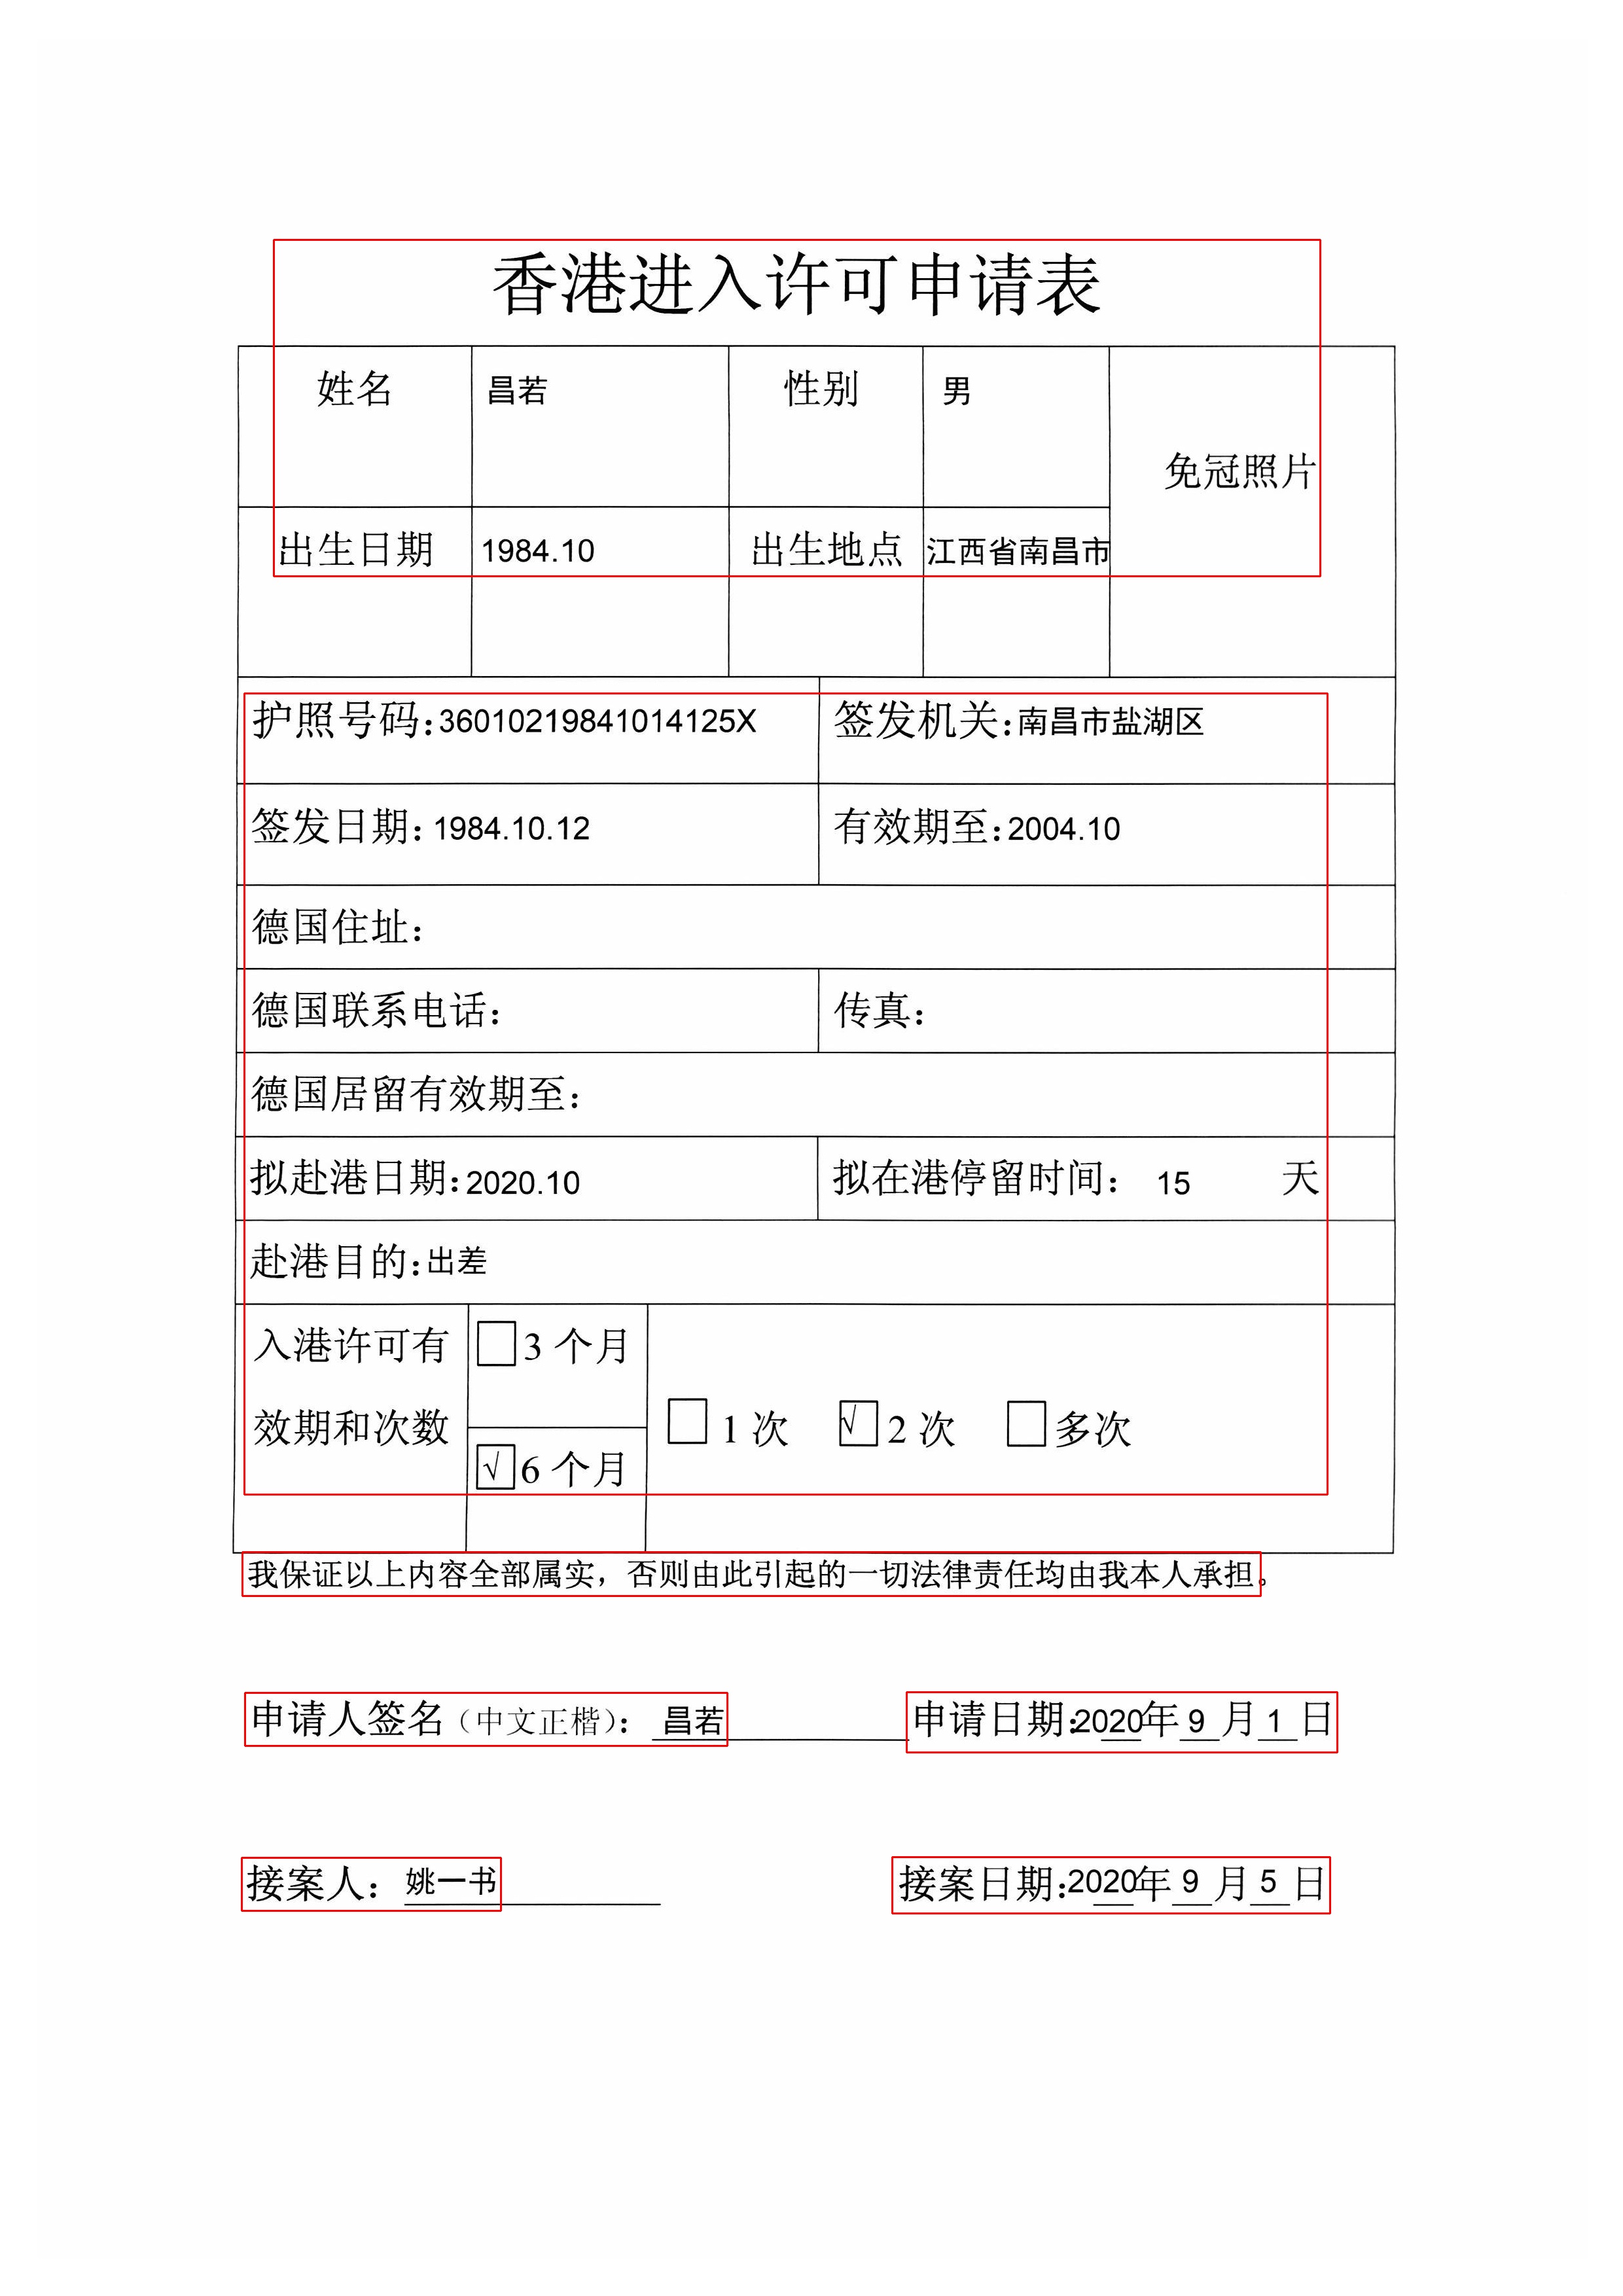 香港进入许可申请表
姓名 昌若 性别 男
免冠照片
出生日期 1984.10 出生地点 江西省南昌市
护照号码:36010219841014125X 签发机关:南昌市盐湖区
签发日期:1984.10.12 有效期至:2004.10
德国住址:
德国联系电话: 传真:
德国居留有效期至:
拟赴港日期:2020.10 拟在港停留时间: 15 天
赴港目的:出差
入港许可有 □3 个月
效期和次数 □1 次 √2 次 □多次
√6 个月
我保证以上内容全部属实，否则由此引起的一切法律责任均由我本人承担。
申请人签名（中文正楷）: 昌若 申请日期:2020年 9 月 1 日
接案人: 姚一书 接案日期:2020年 9 月 5 日